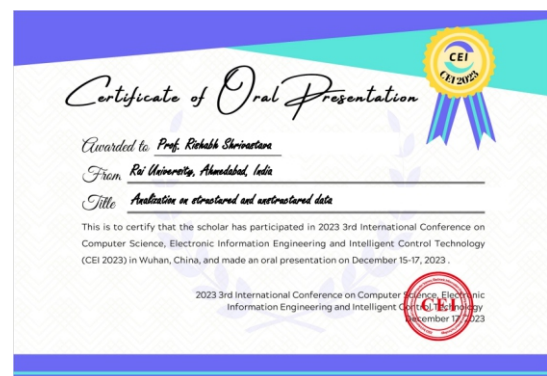 CEI
CEI 2023
Certificate of Oral Presentation
Awarded to Prof. Rishabh Shrivastava
From Rai University, Ahmedabad, India
Title Analization on structured and unstructured data
This is to certify that the scholar has participated in 2023 3rd International Conference on
Computer Science, Electronic Information Engineering and Intelligent Control Technology
(CEI 2023) in Wuhan, China, and made an oral presentation on December 15-17, 2023 .
2023 3rd International Conference on Computer Science, Electronic
Information Engineering and Intelligent Control Technology
December 17, 2023
CEI